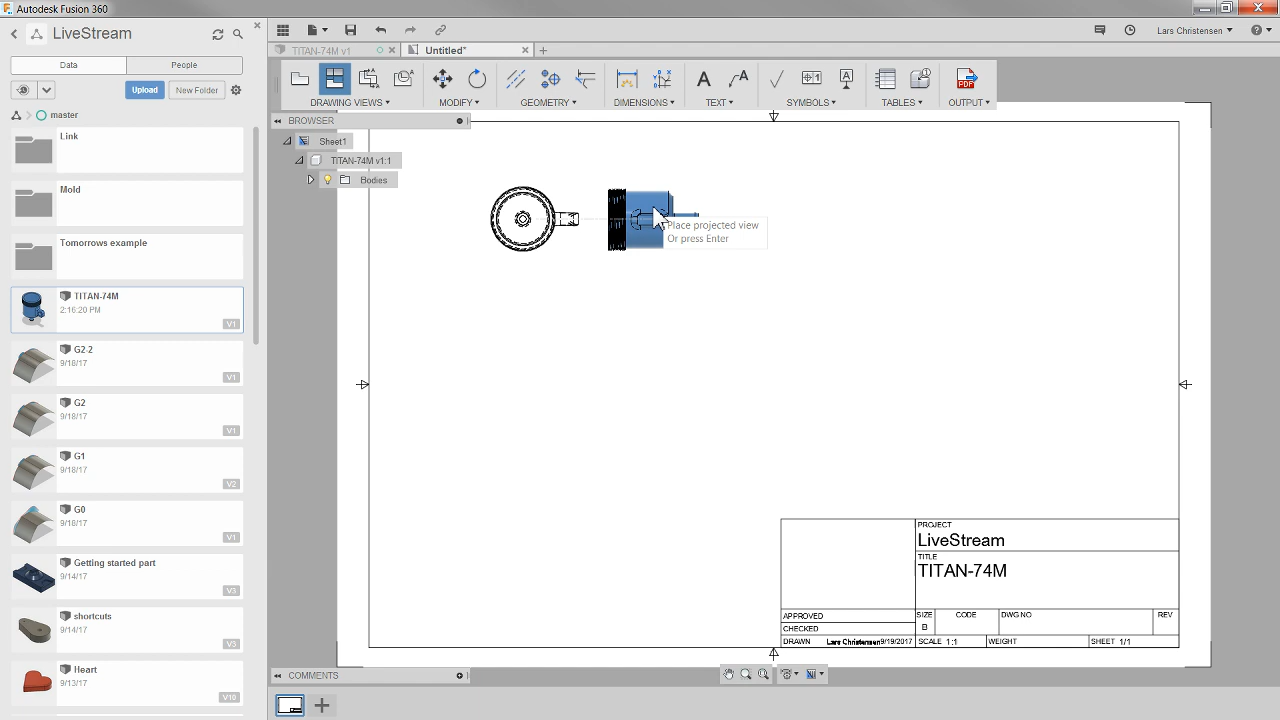 Autodesk Fusion 360
LiveStream
Data
People
Upload
New Folder
master
Link
Mold
Tomorrows example
TITAN-74M
2:16:20 PM
V1
G2-2
9/18/17
V1
G2
9/18/17
V1
G1
9/18/17
V2
G0
9/18/17
V1
Getting started part
9/14/17
V3
shortcuts
9/14/17
V3
Heart
9/13/17
V10
Lars Christensen
TITAN-74M v1
Untitled*
DRAWING VIEWS
MODIFY
GEOMETRY
DIMENSIONS
TEXT
SYMBOLS
TABLES
OUTPUT
PDF
BROWSER
Sheet1
TITAN-74M v1:1
Bodies
Place projected view
Or press Enter
PROJECT
LiveStream
TITLE
TITAN-74M
APPROVED
SIZE
CODE
DWG NO
REV
CHECKED
B
DRAWN
Lars Christensen9/19/2017
SCALE 1:1
WEIGHT
SHEET 1/1
COMMENTS